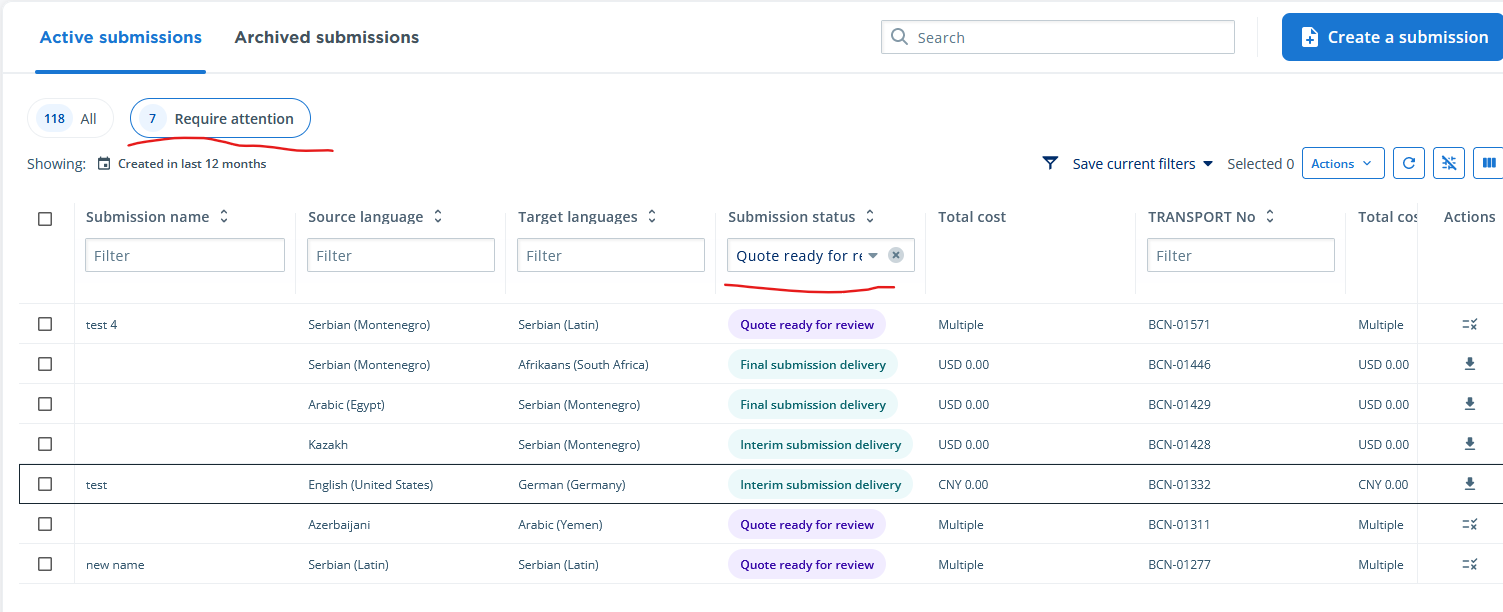 Active submissions Archived submissions Search Create a submission
118 All 7 Require attention
Showing: Created in last 12 months Save current filters Selected 0 Actions
Submission name Source language Target languages Submission status Total cost TRANSPORT No Total cos Actions
Filter Filter Filter Quote ready for re Filter
test 4 Serbian (Montenegro) Serbian (Latin) Quote ready for review Multiple BCN-01571 Multiple
Serbian (Montenegro) Afrikaans (South Africa) Final submission delivery USD 0.00 BCN-01446 USD 0.00
Arabic (Egypt) Serbian (Montenegro) Final submission delivery USD 0.00 BCN-01429 USD 0.00
Kazakh Serbian (Montenegro) Interim submission delivery USD 0.00 BCN-01428 USD 0.00
test English (United States) German (Germany) Interim submission delivery CNY 0.00 BCN-01332 CNY 0.00
Azerbaijani Arabic (Yemen) Quote ready for review Multiple BCN-01311 Multiple
new name Serbian (Latin) Serbian (Latin) Quote ready for review Multiple BCN-01277 Multiple